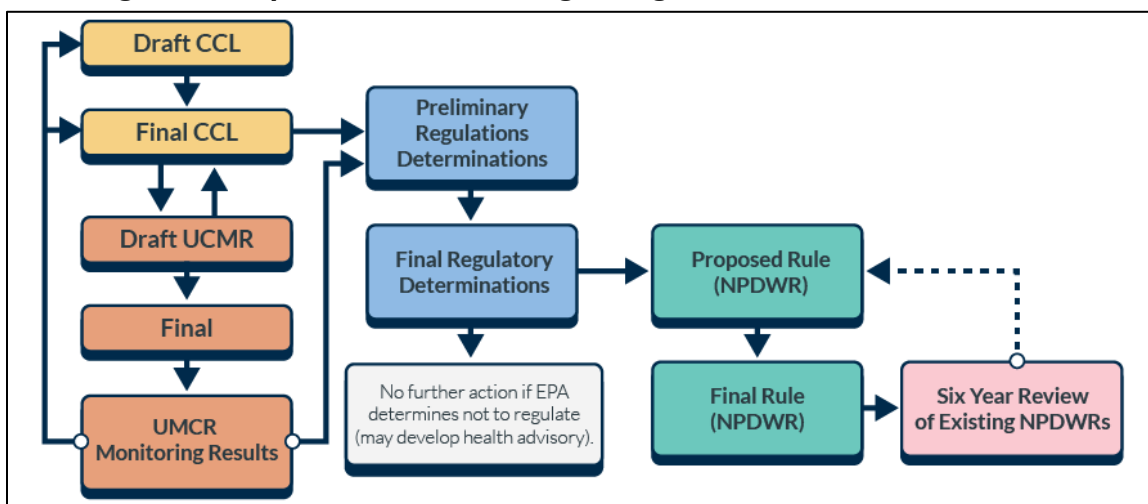 Draft CCL
Final CCL
Draft UCMR
Final
UMCR
Monitoring Results
Preliminary
Regulations
Determinations
Final Regulatory
Determinations
No further action if EPA
determines not to regulate
(may develop health advisory).
Proposed Rule
(NPDWR)
Final Rule
(NPDWR)
Six Year Review
of Existing NPDWRs